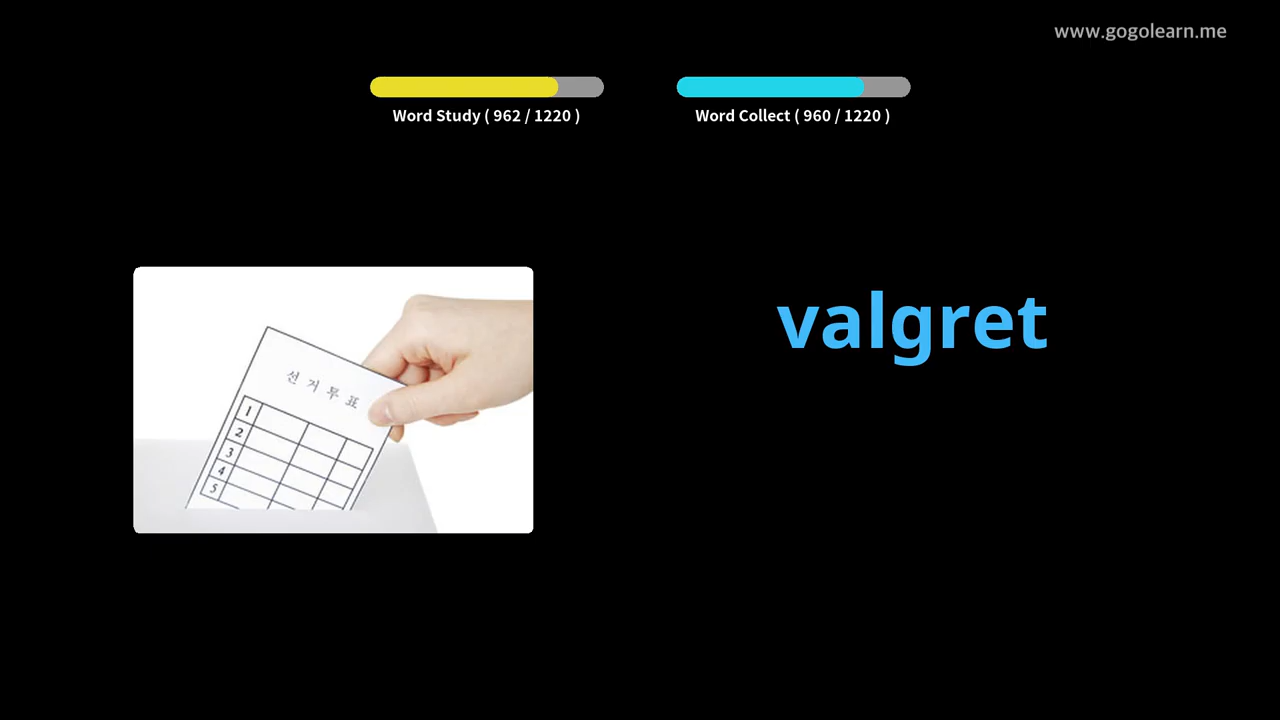 www.gogolearn.me
Word Study ( 962 / 1220 )
Word Collect ( 960 / 1220 )
valgret
선 거 투 표
1
2
3
4
5